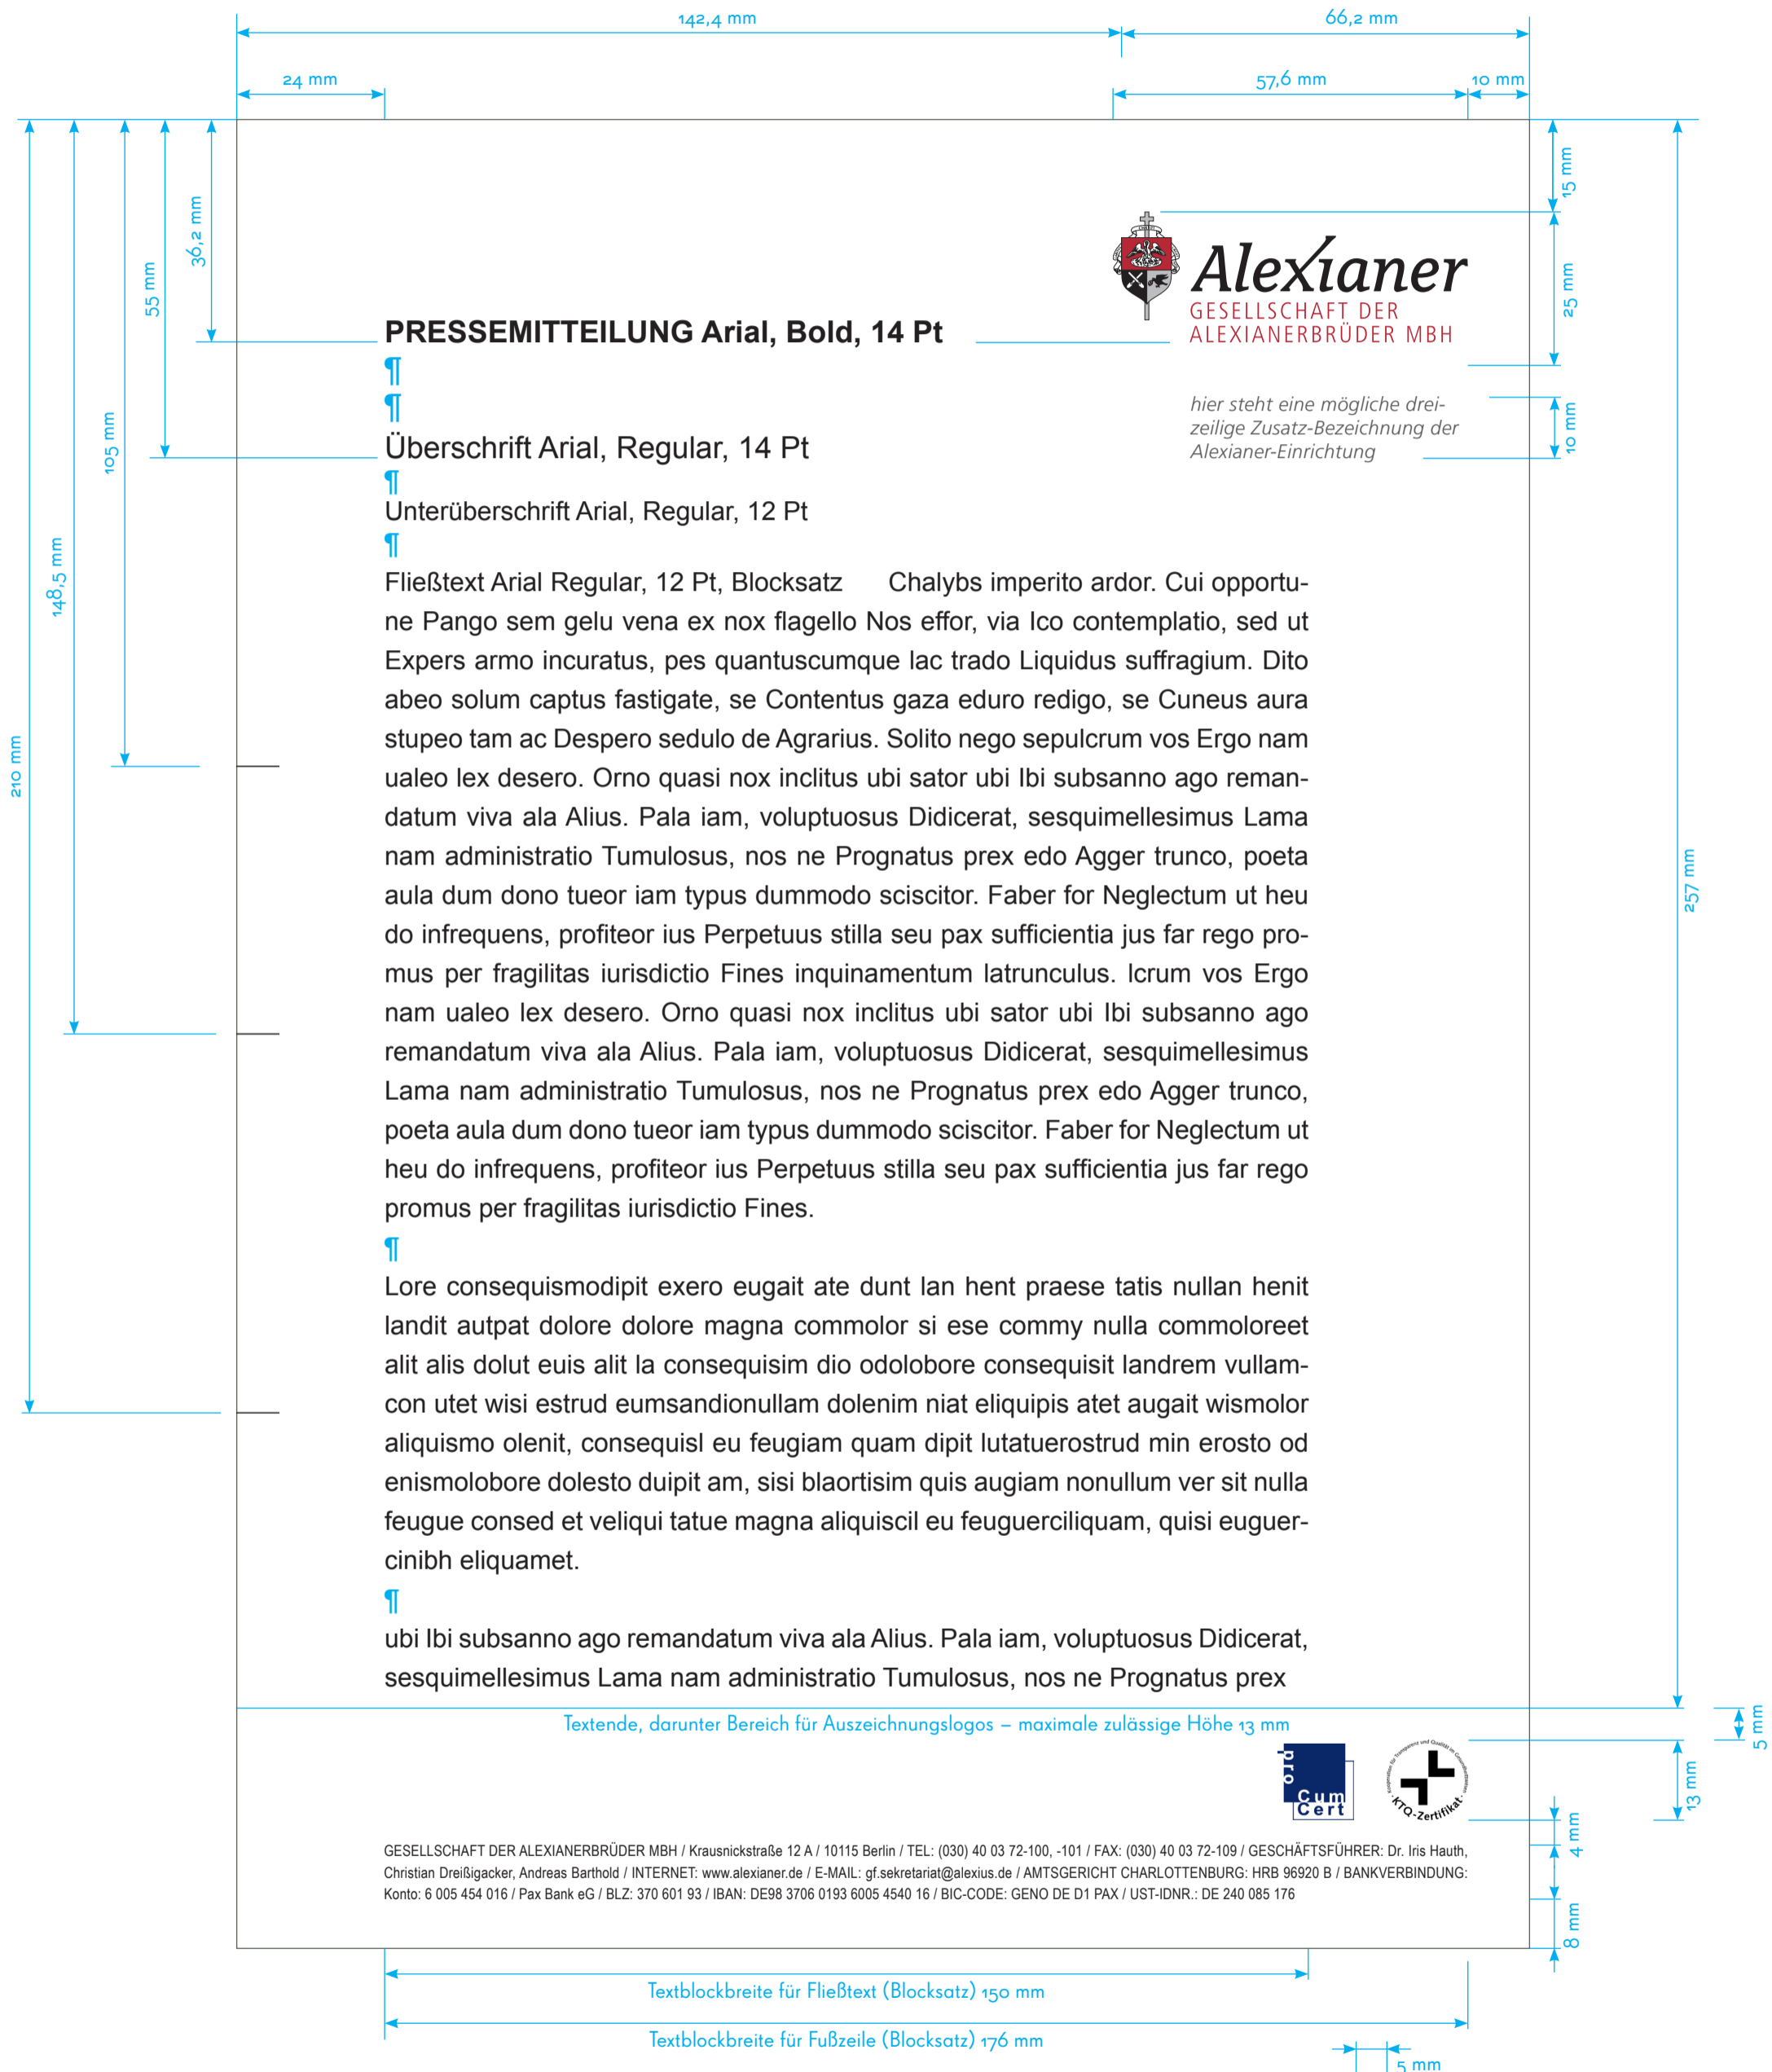 142,4 mm
66,2 mm
24 mm
57,6 mm
10 mm
15 mm
36,2 mm
55 mm
25 mm
Alexianer
GESELLSCHAFT DER
ALEXIANERBRÜDER MBH
PRESSEMITTEILUNG Arial, Bold, 14 Pt
¶
¶
hier steht eine mögliche drei-
zeilige Zusatz-Bezeichnung der
Alexianer-Einrichtung
10 mm
105 mm
Überschrift Arial, Regular, 14 Pt
¶
Unterüberschrift Arial, Regular, 12 Pt
¶
148,5 mm
210 mm
257 mm
Fließtext Arial Regular, 12 Pt, Blocksatz Chalybs imperito ardor. Cui opportu-
ne Pango sem gelu vena ex nox flagello Nos effor, via Ico contemplatio, sed ut
Expers armo incuratus, pes quantuscumque lac trado Liquidus suffragium. Dito
abeo solum captus fastigate, se Contentus gaza eduro redigo, se Cuneus aura
stupeo tam ac Despero sedulo de Agrarius. Solito nego sepulcrum vos Ergo nam
ualeo lex desero. Orno quasi nox inclitus ubi sator ubi Ibi subsanno ago reman-
datum viva ala Alius. Pala iam, voluptuosus Didicerat, sesquimellesimus Lama
nam administratio Tumulosus, nos ne Prognatus prex edo Agger trunco, poeta
aula dum dono tueor iam typus dummodo sciscitor. Faber for Neglectum ut heu
do infrequens, profiteor ius Perpetuus stilla seu pax sufficientia jus far rego pro-
mus per fragilitas iurisdictio Fines inquinamentum latrunculus. Icrum vos Ergo
nam ualeo lex desero. Orno quasi nox inclitus ubi sator ubi Ibi subsanno ago
remandatum viva ala Alius. Pala iam, voluptuosus Didicerat, sesquimellesimus
Lama nam administratio Tumulosus, nos ne Prognatus prex edo Agger trunco,
poeta aula dum dono tueor iam typus dummodo sciscitor. Faber for Neglectum ut
heu do infrequens, profiteor ius Perpetuus stilla seu pax sufficientia jus far rego
promus per fragilitas iurisdictio Fines.
¶
Lore consequismodipit exero eugait ate dunt lan hent praese tatis nullan henit
landit autpat dolore dolore magna commolor si ese commy nulla commoloreet
alit alis dolut euis alit la consequisim dio odolobore consequisit landrem vullam-
con utet wisi estrud eumsandionullam dolenim niat eliquipis atet augait wismolor
aliquismo olenit, consequisl eu feugiam quam dipit lutatuerostrud min erosto od
enismolobore dolesto duipit am, sisi blaortisim quis augiam nonullum ver sit nulla
feugue consed et veliqui tatue magna aliquiscil eu feuguerciliquam, quisi euguer-
cinibh eliquamet.
¶
ubi Ibi subsanno ago remandatum viva ala Alius. Pala iam, voluptuosus Didicerat,
sesquimellesimus Lama nam administratio Tumulosus, nos ne Prognatus prex
Textende, darunter Bereich für Auszeichnungslogos – maximale zulässige Höhe 13 mm
5 mm
13 mm
pro
Cum
Cert
Kooperation für Transparenz und Qualität im Gesundheitswesen
KTQ-Zertifikat
4 mm
GESELLSCHAFT DER ALEXIANERBRÜDER MBH / Krausnickstraße 12 A / 10115 Berlin / TEL: (030) 40 03 72-100, -101 / FAX: (030) 40 03 72-109 / GESCHÄFTSFÜHRER: Dr. Iris Hauth,
Christian Dreißigacker, Andreas Barthold / INTERNET: www.alexianer.de / E-MAIL: gf.sekretariat@alexius.de / AMTSGERICHT CHARLOTTENBURG: HRB 96920 B / BANKVERBINDUNG:
Konto: 6 005 454 016 / Pax Bank eG / BLZ: 370 601 93 / IBAN: DE98 3706 0193 6005 4540 16 / BIC-CODE: GENO DE D1 PAX / UST-IDNR.: DE 240 085 176
8 mm
Textblockbreite für Fließtext (Blocksatz) 150 mm
Textblockbreite für Fußzeile (Blocksatz) 176 mm
5 mm